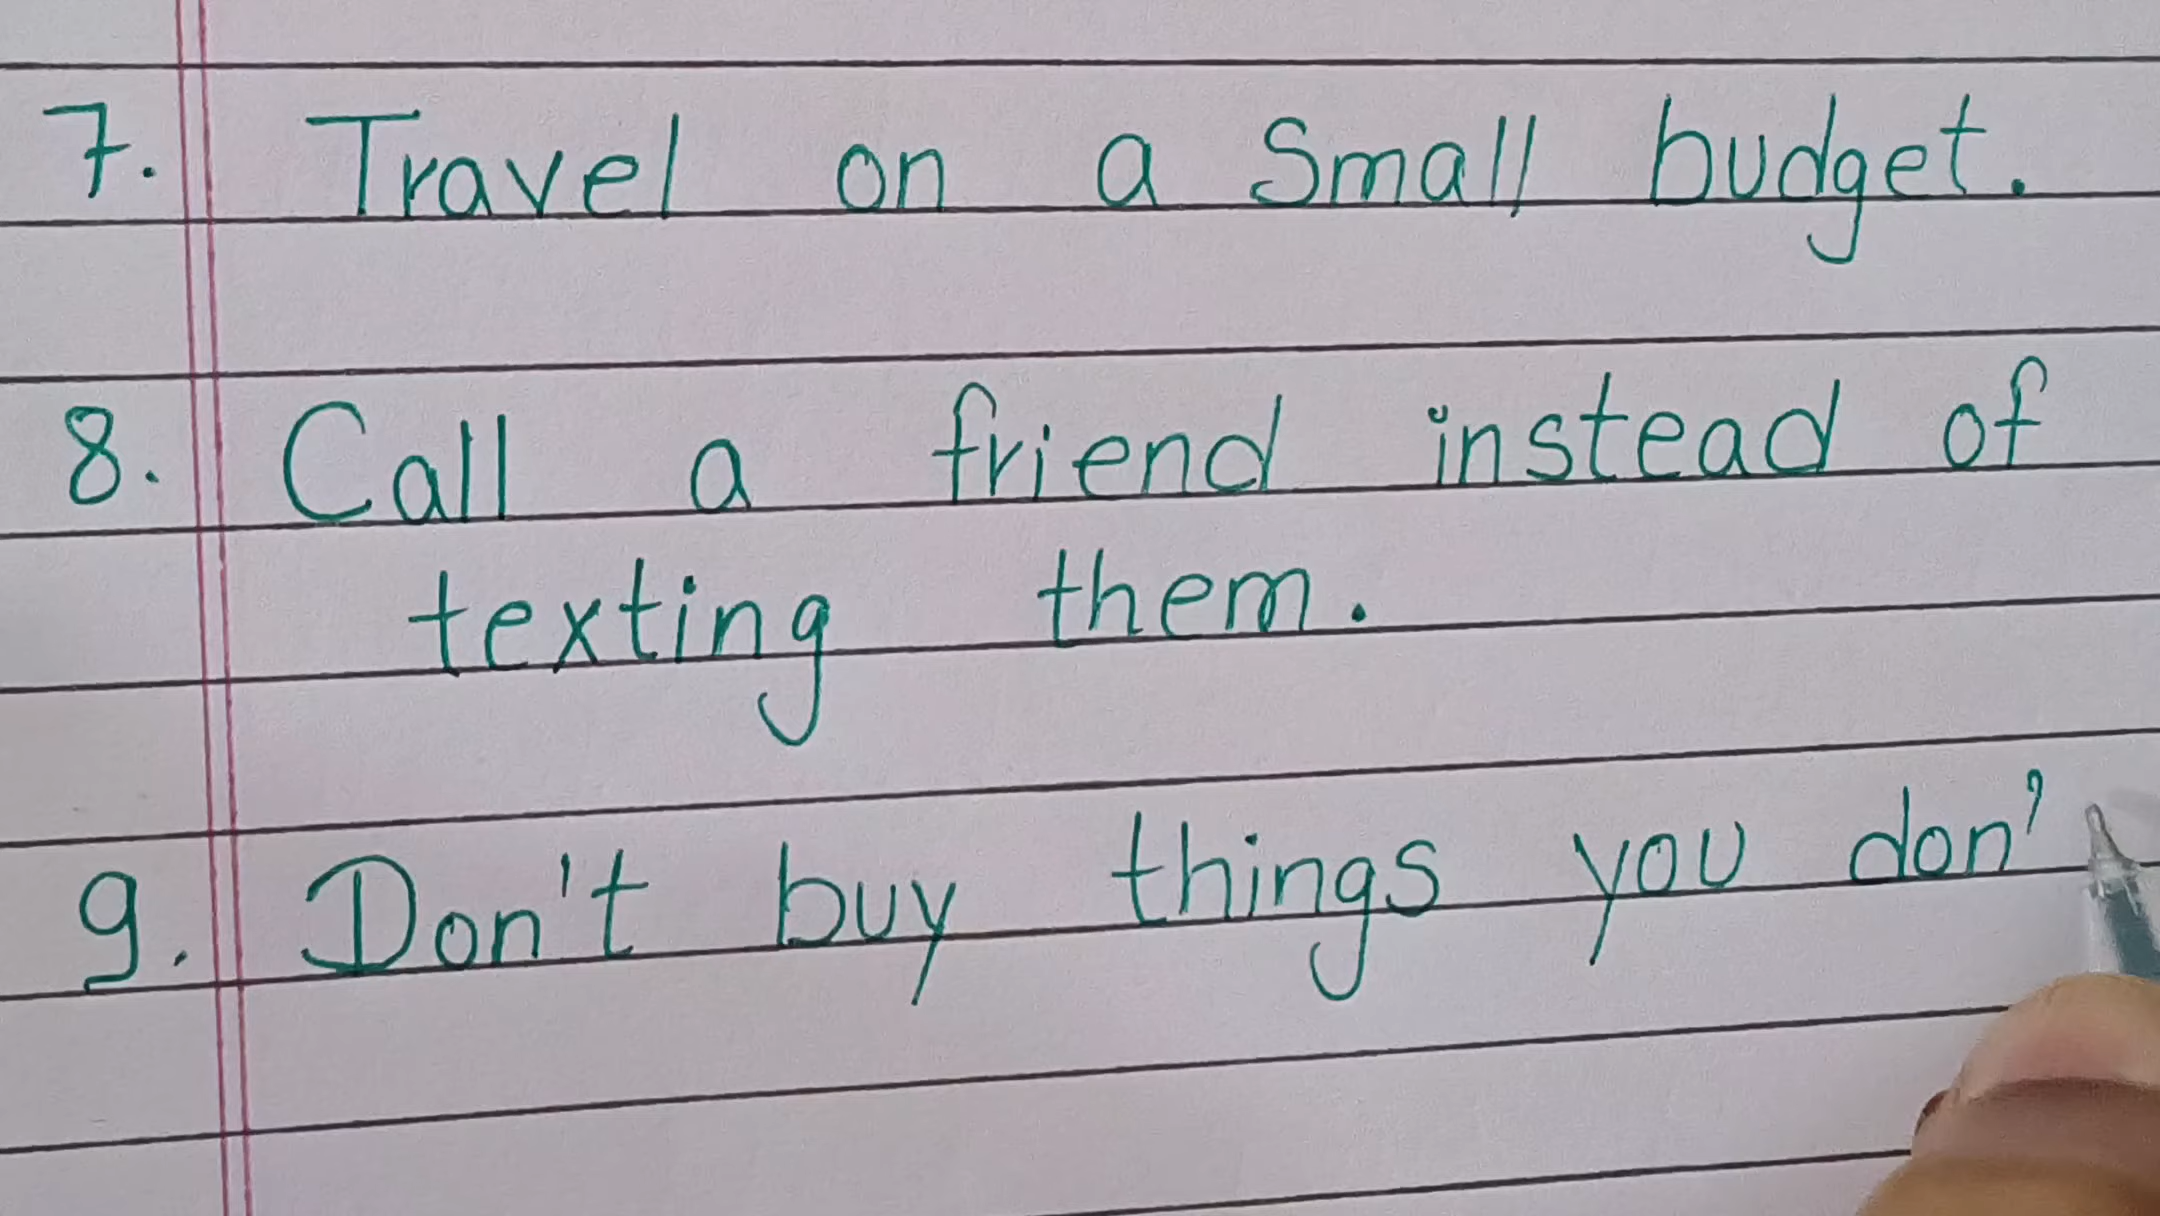 7. Travel on a Small budget.
8. Call a friend instead of
texting them.
9. Don't buy things you don'